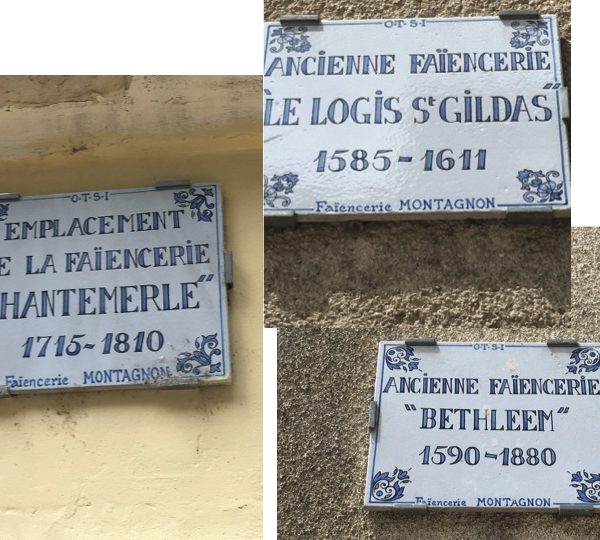 O·T·S·I
EMPLACEMENT
E LA FAÏENCERIE
HANTEMERLE"
1715-1810
Faïencerie MONTAGNON
O·T·S·I
ANCIENNE FAÏENCERIE
"LE LOGIS St GILDAS"
1585-1611
Faïencerie MONTAGNON
O·T·S·I
ANCIENNE FAÏENCERIE
"BETHLEEM"
1590-1880
Faïencerie MONTAGNON